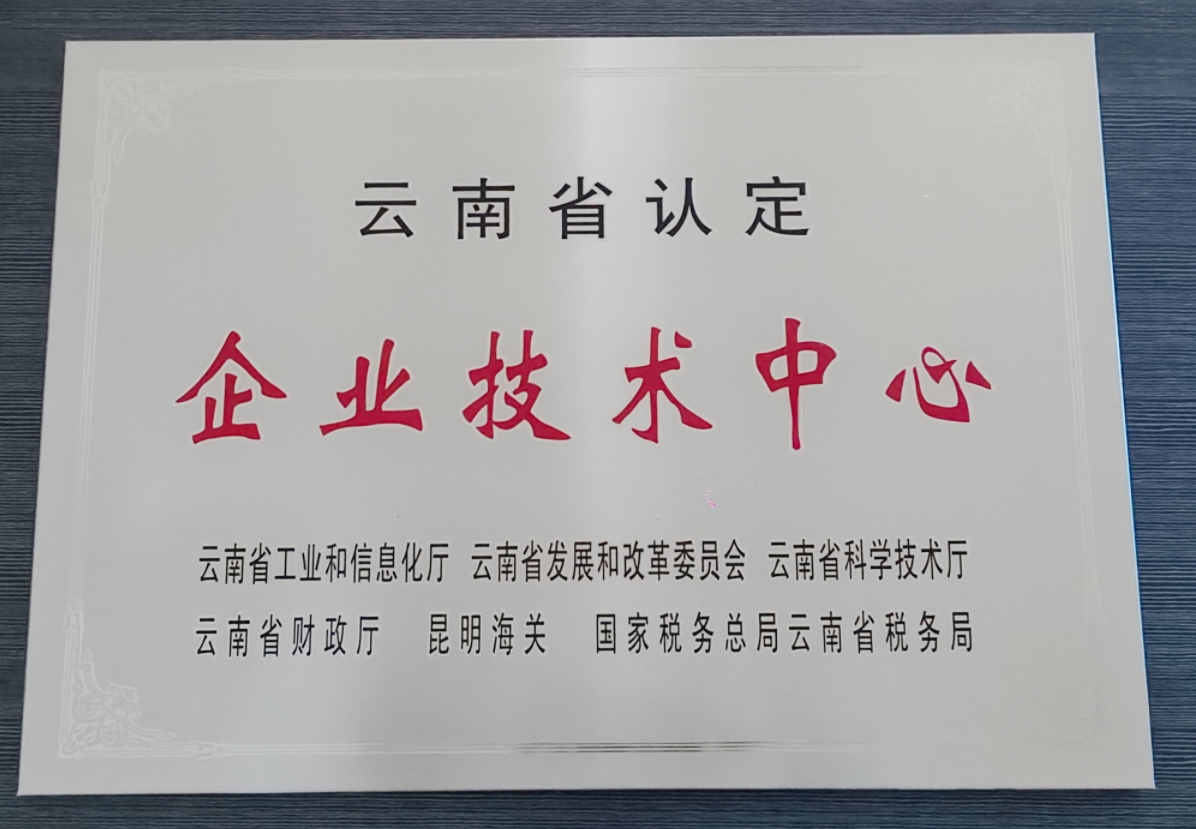 云南省认定
企业技术中心
云南省工业和信息化厅 云南省发展和改革委员会 云南省科学技术厅
云南省财政厅 昆明海关 国家税务总局云南省税务局